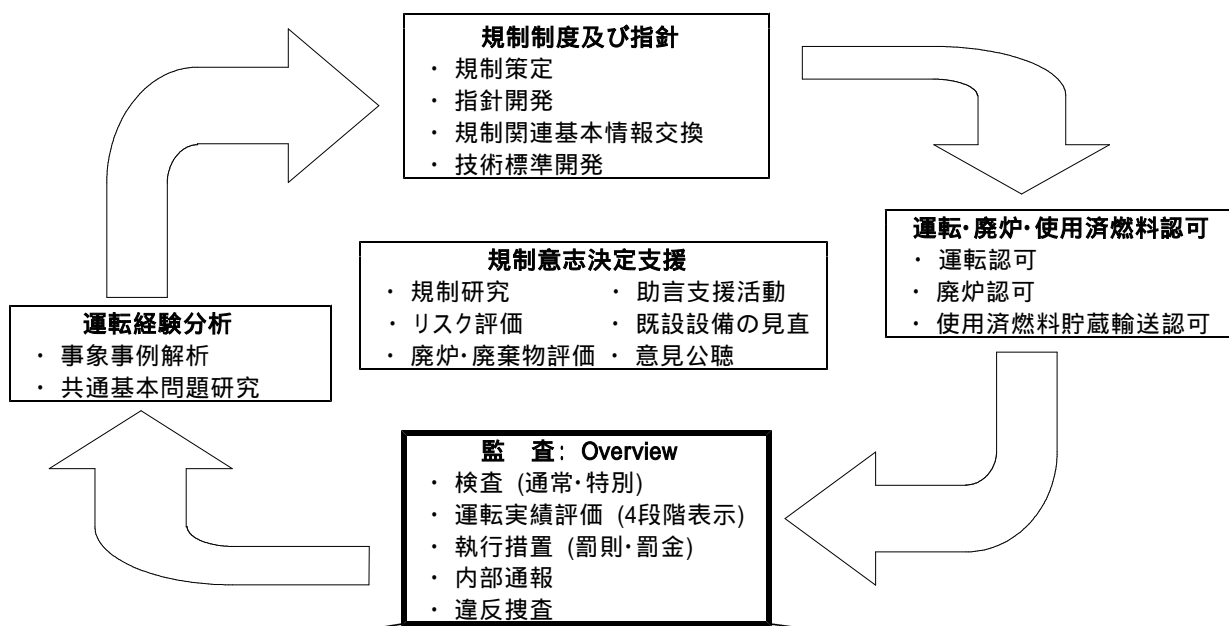 規制制度及び指針
・ 規制策定
・ 指針開発
・ 規制関連基本情報交換
・ 技術標準開発
運転・廃炉・使用済燃料認可
・ 運転認可
・ 廃炉認可
・ 使用済燃料貯蔵輸送認可
規制意志決定支援
・ 規制研究 ・ 助言支援活動
・ リスク評価 ・ 既設設備の見直
・ 廃炉・廃棄物評価 ・ 意見公聴
運転経験分析
・ 事象事例解析
・ 共通基本問題研究
監 査: Overview
・ 検査 (通常・特別)
・ 運転実績評価 (4段階表示)
・ 執行措置 (罰則・罰金)
・ 内部通報
・ 違反捜査